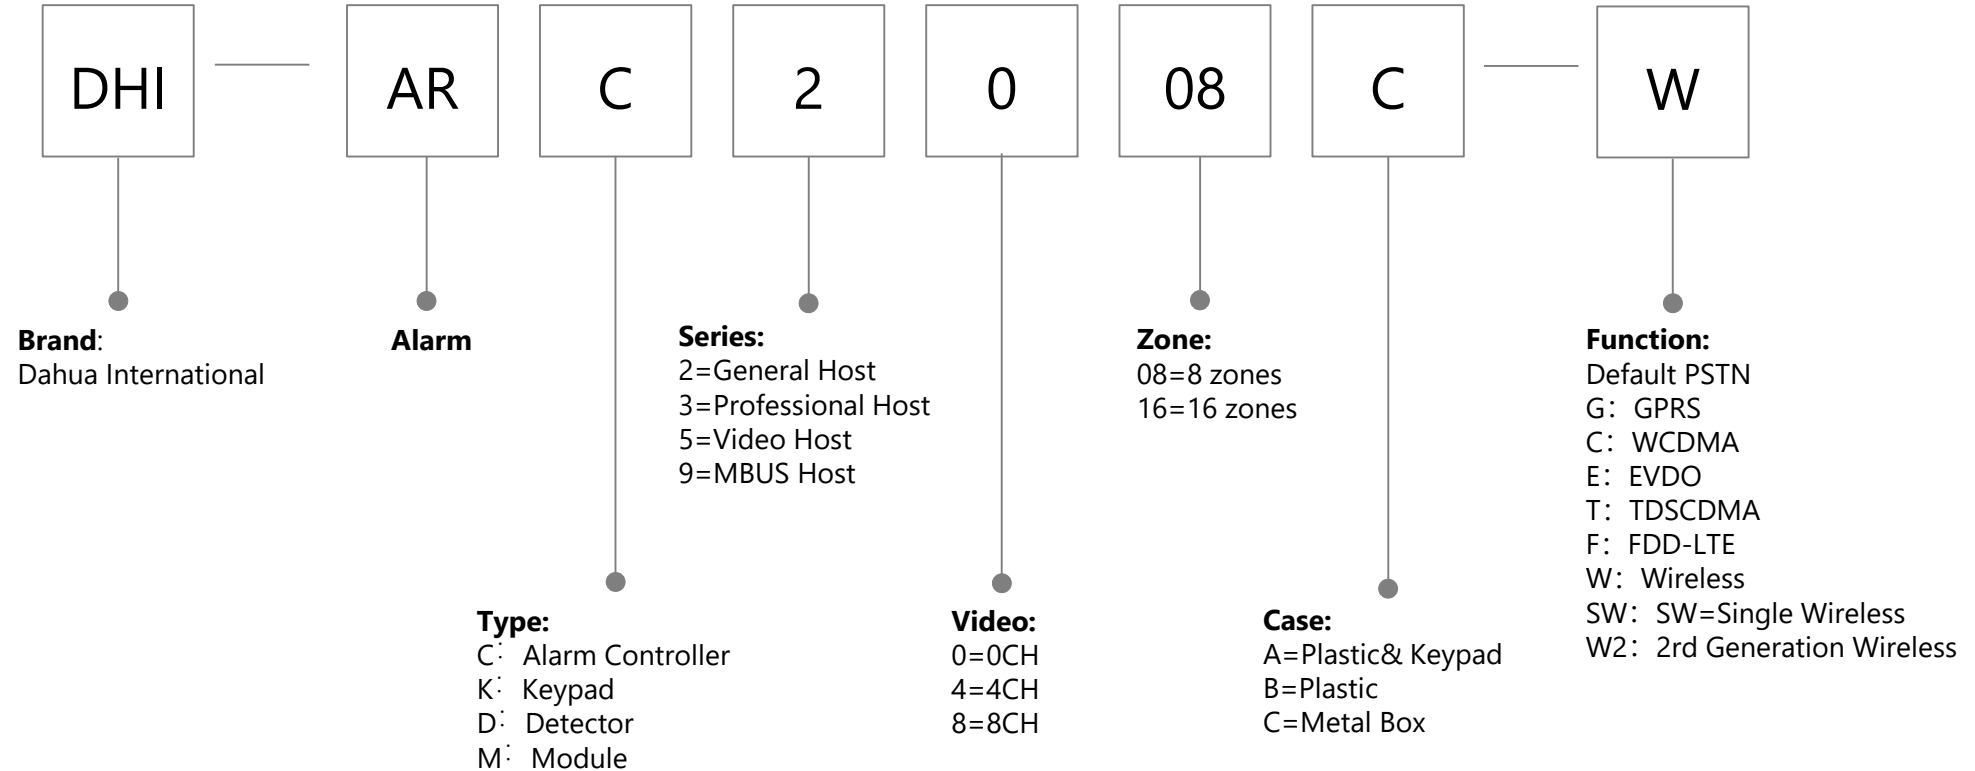 DHI
AR
C
2
0
08
C
W
Brand:
Dahua International
Alarm
Series:
2=General Host
3=Professional Host
5=Video Host
9=MBUS Host
Zone:
08=8 zones
16=16 zones
Function:
Default PSTN
G：GPRS
C：WCDMA
E：EVDO
T：TDSCDMA
F：FDD-LTE
W：Wireless
SW：SW=Single Wireless
W2：2rd Generation Wireless
Type:
C：Alarm Controller
K：Keypad
D：Detector
M：Module
Video:
0=0CH
4=4CH
8=8CH
Case:
A=Plastic& Keypad
B=Plastic
C=Metal Box